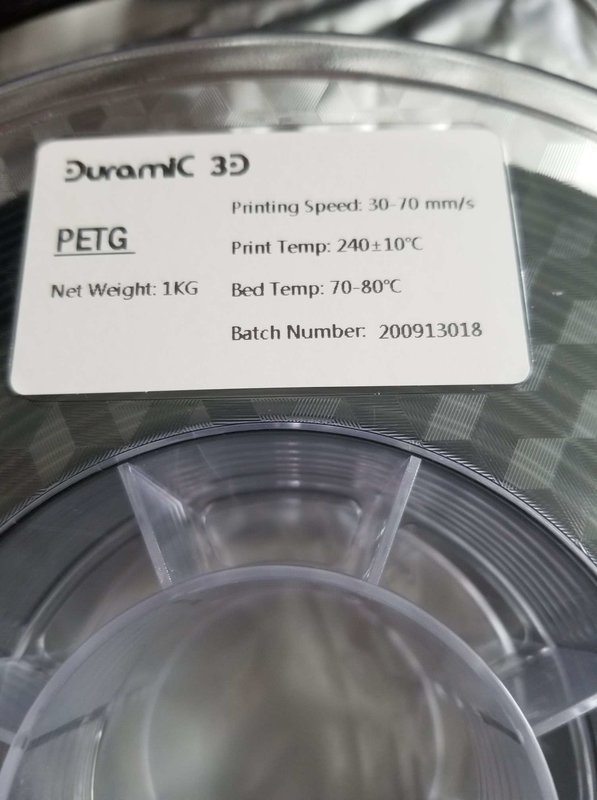 Duramic 3D
PETG
Net Weight: 1KG
Printing Speed: 30-70 mm/s
Print Temp: 240±10℃
Bed Temp: 70-80℃
Batch Number: 200913018